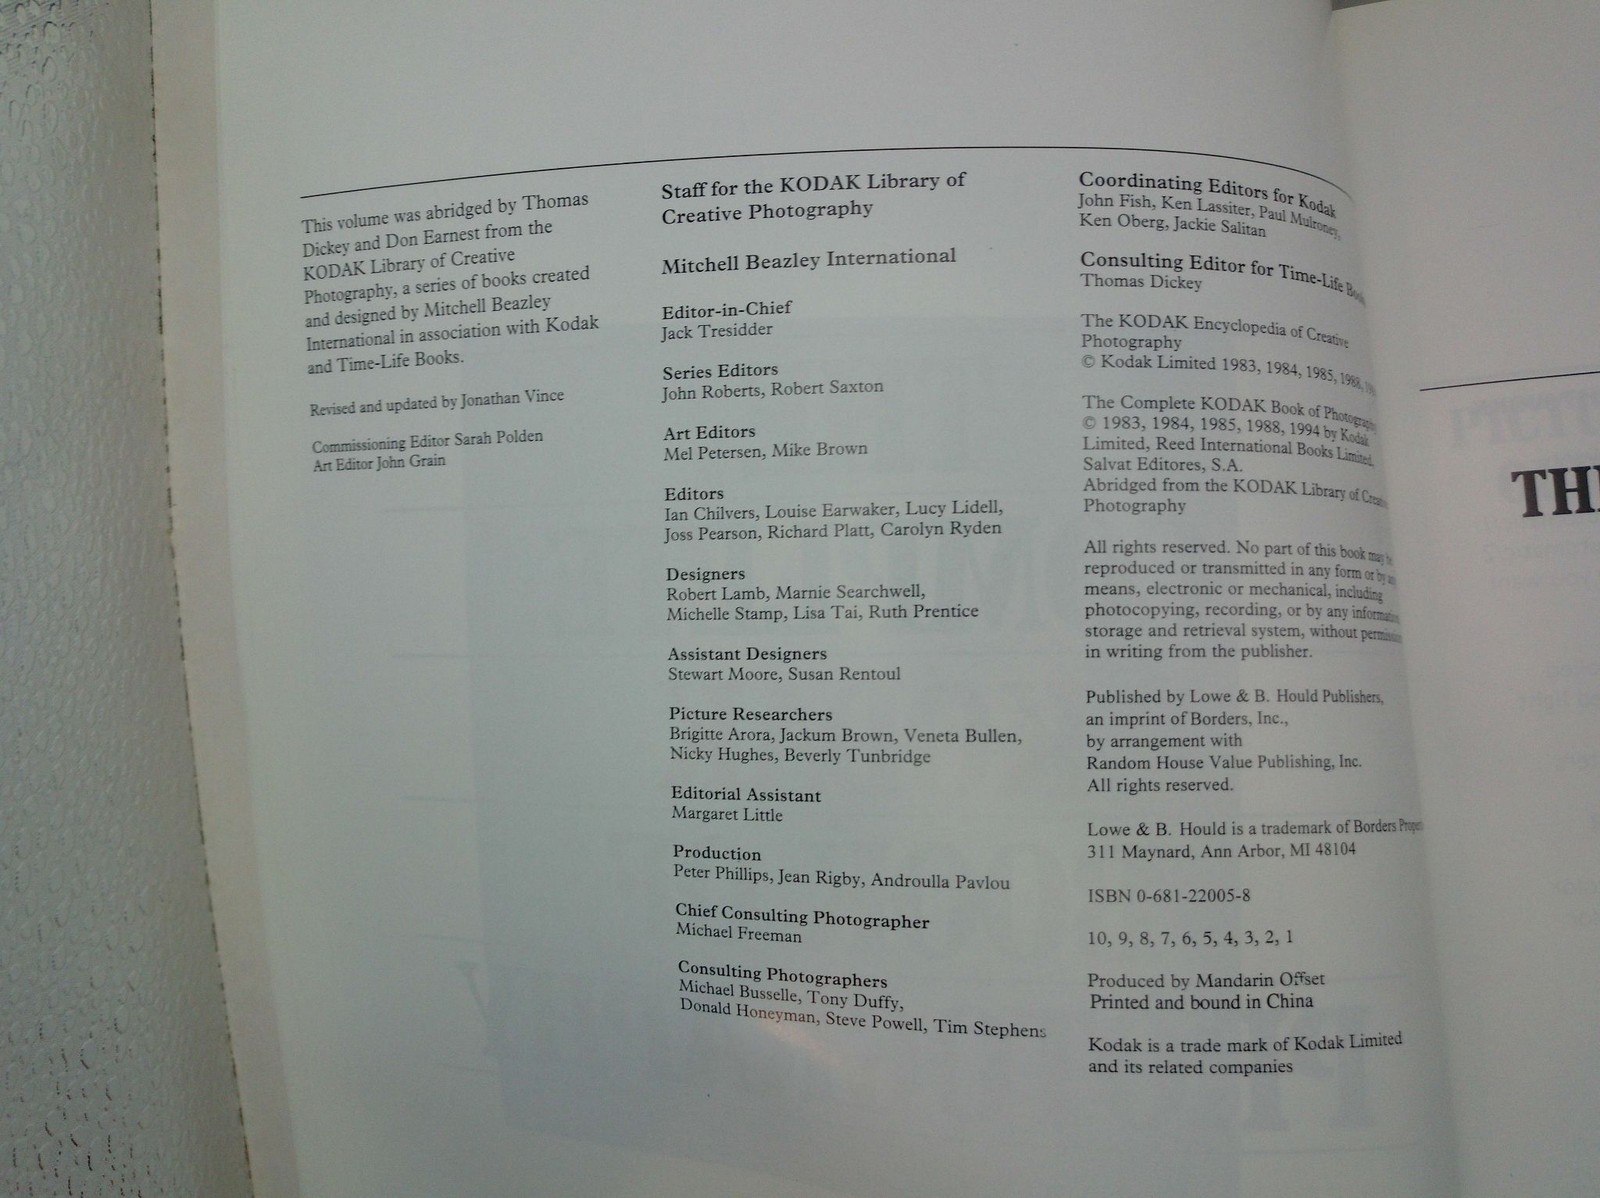 This volume was abridged by Thomas
Dickey and Don Earnest from the
KODAK Library of Creative
Photography, a series of books created
and designed by Mitchell Beazley
International in association with Kodak
and Time-Life Books.
Revised and updated by Jonathan Vince
Commissioning Editor Sarah Polden
Art Editor John Grain
Staff for the KODAK Library of
Creative Photography
Mitchell Beazley International
Editor-in-Chief
Jack Tresidder
Series Editors
John Roberts, Robert Saxton
Art Editors
Mel Petersen, Mike Brown
Editors
Ian Chilvers, Louise Earwaker, Lucy Lidell,
Joss Pearson, Richard Platt, Carolyn Ryden
Designers
Robert Lamb, Marnie Searchwell,
Michelle Stamp, Lisa Tai, Ruth Prentice
Assistant Designers
Stewart Moore, Susan Rentoul
Picture Researchers
Brigitte Arora, Jackum Brown, Veneta Bullen,
Nicky Hughes, Beverly Tunbridge
Editorial Assistant
Margaret Little
Production
Peter Phillips, Jean Rigby, Androulla Pavlou
Chief Consulting Photographer
Michael Freeman
Consulting Photographers
Michael Busselle, Tony Duffy,
Donald Honeyman, Steve Powell, Tim Stephens
Coordinating Editors for Kodak
John Fish, Ken Lassiter, Paul Mulroney,
Ken Oberg, Jackie Salitan
Consulting Editor for Time-Life
Thomas Dickey
The KODAK Encyclopedia of Creative
Photography
© Kodak Limited 1983, 1984, 1985, 1988,
The Complete KODAK Book of
© 1983, 1984, 1985, 1988, 1994 by Kodak
Limited, Reed International Books Limited,
Salvat Editores, S.A.
Abridged from the KODAK Library of
Photography
All rights reserved. No part of this book may
reproduced or transmitted in any form or by
means, electronic or mechanical, including
photocopying, recording, or by any
storage and retrieval system, without
in writing from the publisher.
Published by Lowe & B. Hould Publishers,
an imprint of Borders, Inc.,
by arrangement with
Random House Value Publishing, Inc.
All rights reserved.
Lowe & B. Hould is a trademark of Borders
311 Maynard, Ann Arbor, MI 48104
ISBN 0-681-22005-8
10, 9, 8, 7, 6, 5, 4, 3, 2, 1
Produced by Mandarin Offset
Printed and bound in China
Kodak is a trade mark of Kodak Limited
and its related companies